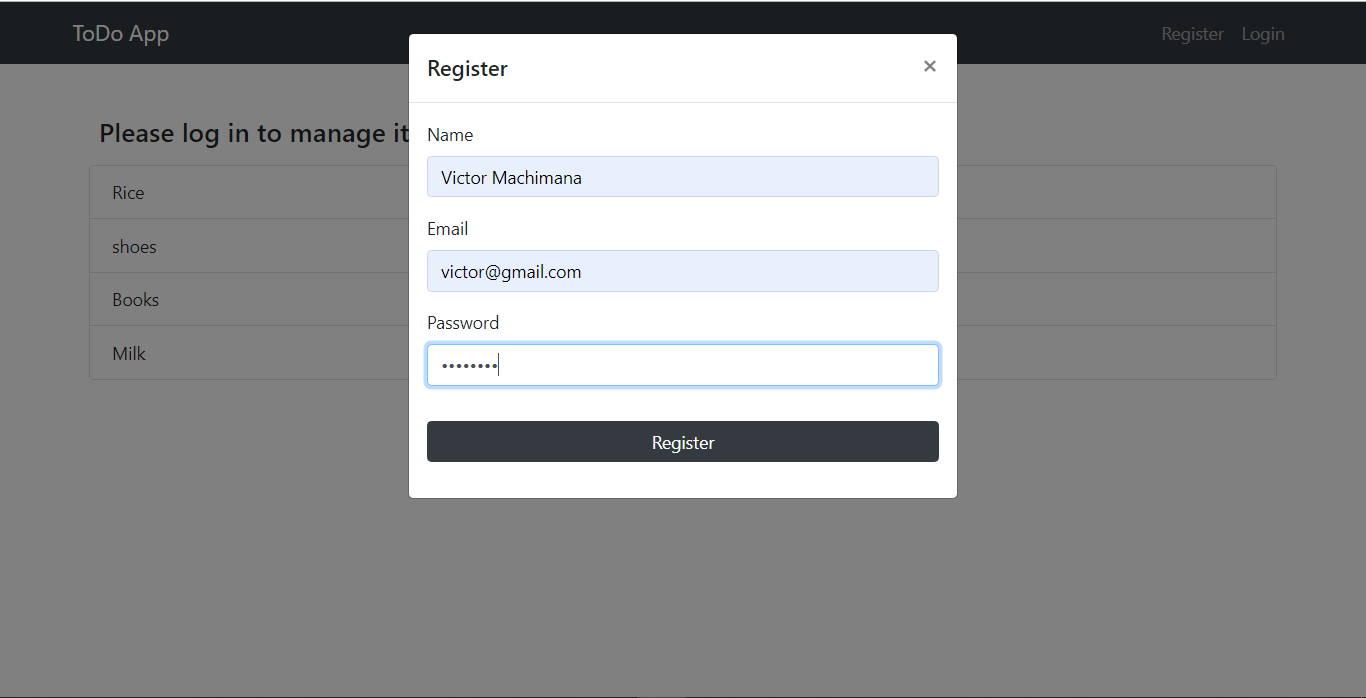 ToDo App
Register Login
Please log in to manage it
Rice
shoes
Books
Milk
Register ×
Name
Victor Machimana
Email
victor@gmail.com
Password
••••••••
Register